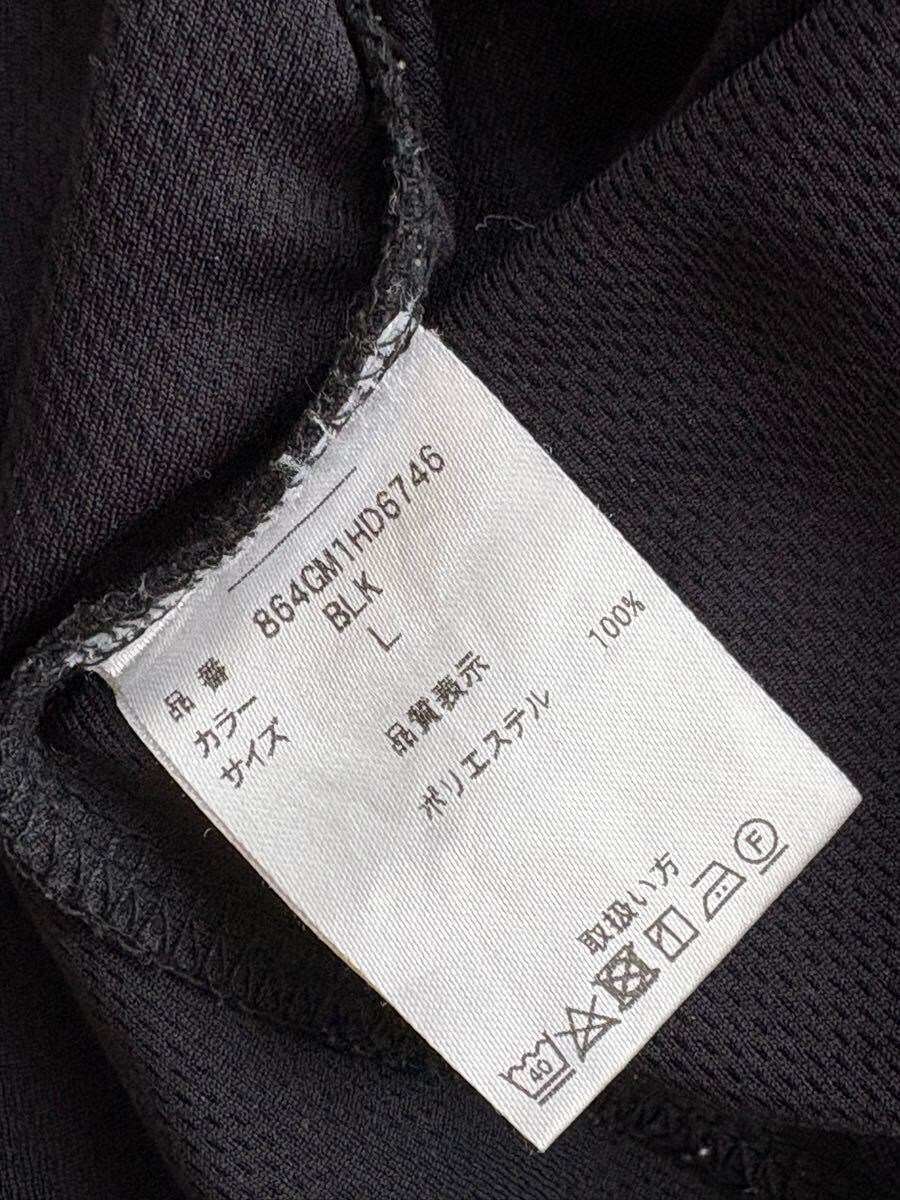 品番 864GM1HD6746
カラー BLK
サイズ L
品質表示
ポリエステル 100%
取扱い方
40
F